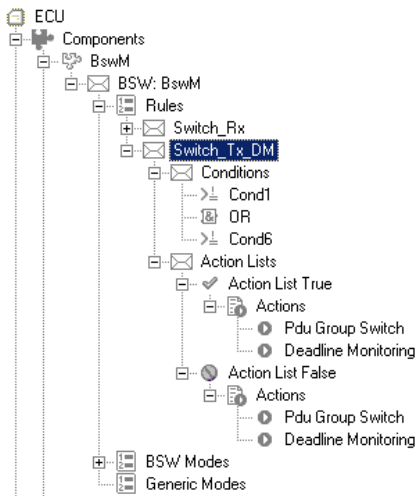 ECU
Components
BswM
BSW: BswM
Rules
Switch_Rx
Switch_Tx_DM
Conditions
Cond1
OR
Cond6
Action Lists
Action List True
Actions
Pdu Group Switch
Deadline Monitoring
Action List False
Actions
Pdu Group Switch
Deadline Monitoring
BSW Modes
Generic Modes